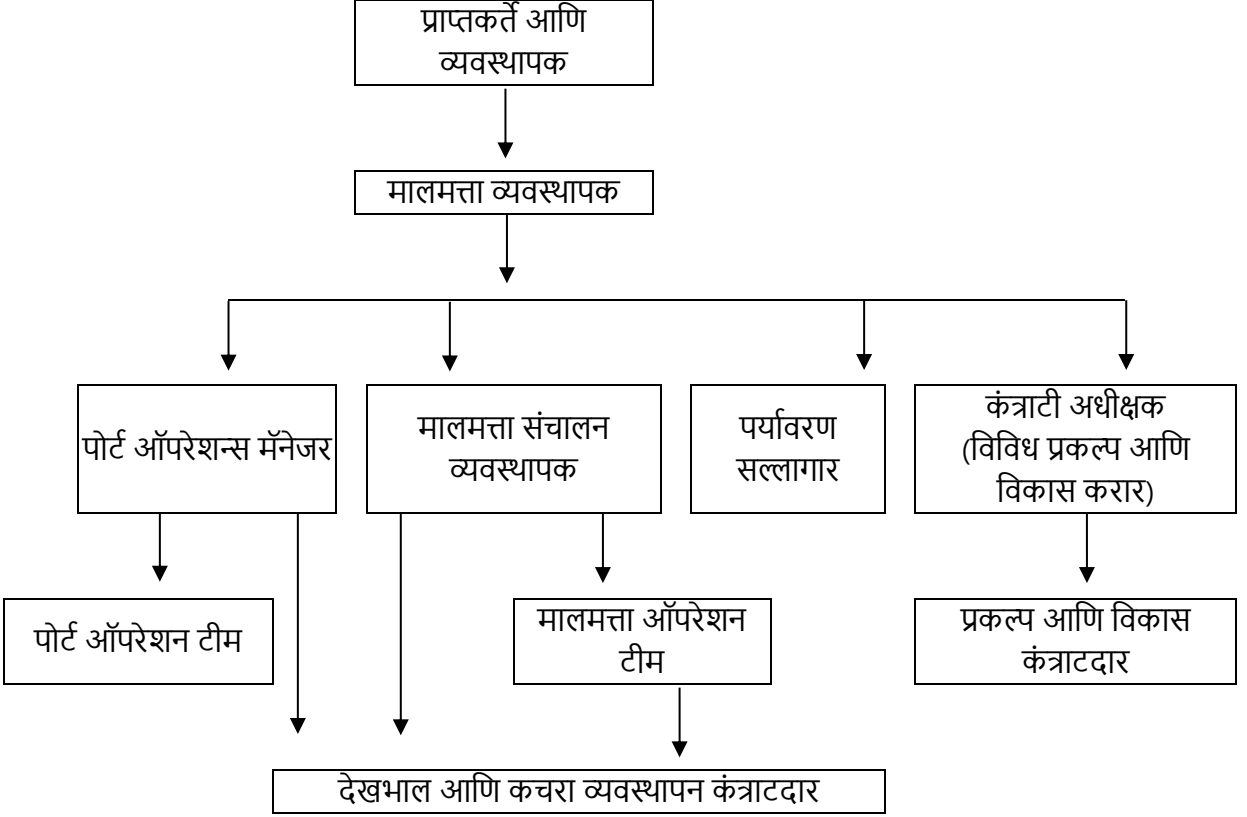 प्राप्तकर्ते आणि
व्यवस्थापक
मालमत्ता व्यवस्थापक
पोर्ट ऑपरेशन्स मॅनेजर
मालमत्ता संचालन
व्यवस्थापक
पर्यावरण
सल्लागार
कंत्राटी अधीक्षक
(विविध प्रकल्प आणि
विकास करार)
पोर्ट ऑपरेशन टीम
मालमत्ता ऑपरेशन
टीम
प्रकल्प आणि विकास
कंत्राटदार
देखभाल आणि कचरा व्यवस्थापन कंत्राटदार